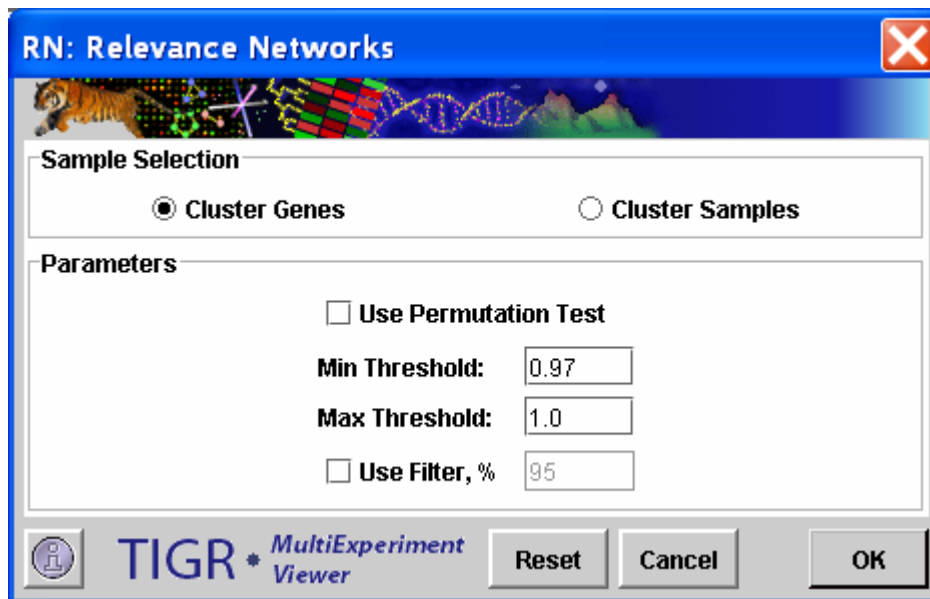 RN: Relevance Networks
Sample Selection
Cluster Genes Cluster Samples
Parameters
Use Permutation Test
Min Threshold: 0.97
Max Threshold: 1.0
Use Filter, % 95
TIGR * MultiExperiment
Viewer
Reset Cancel OK